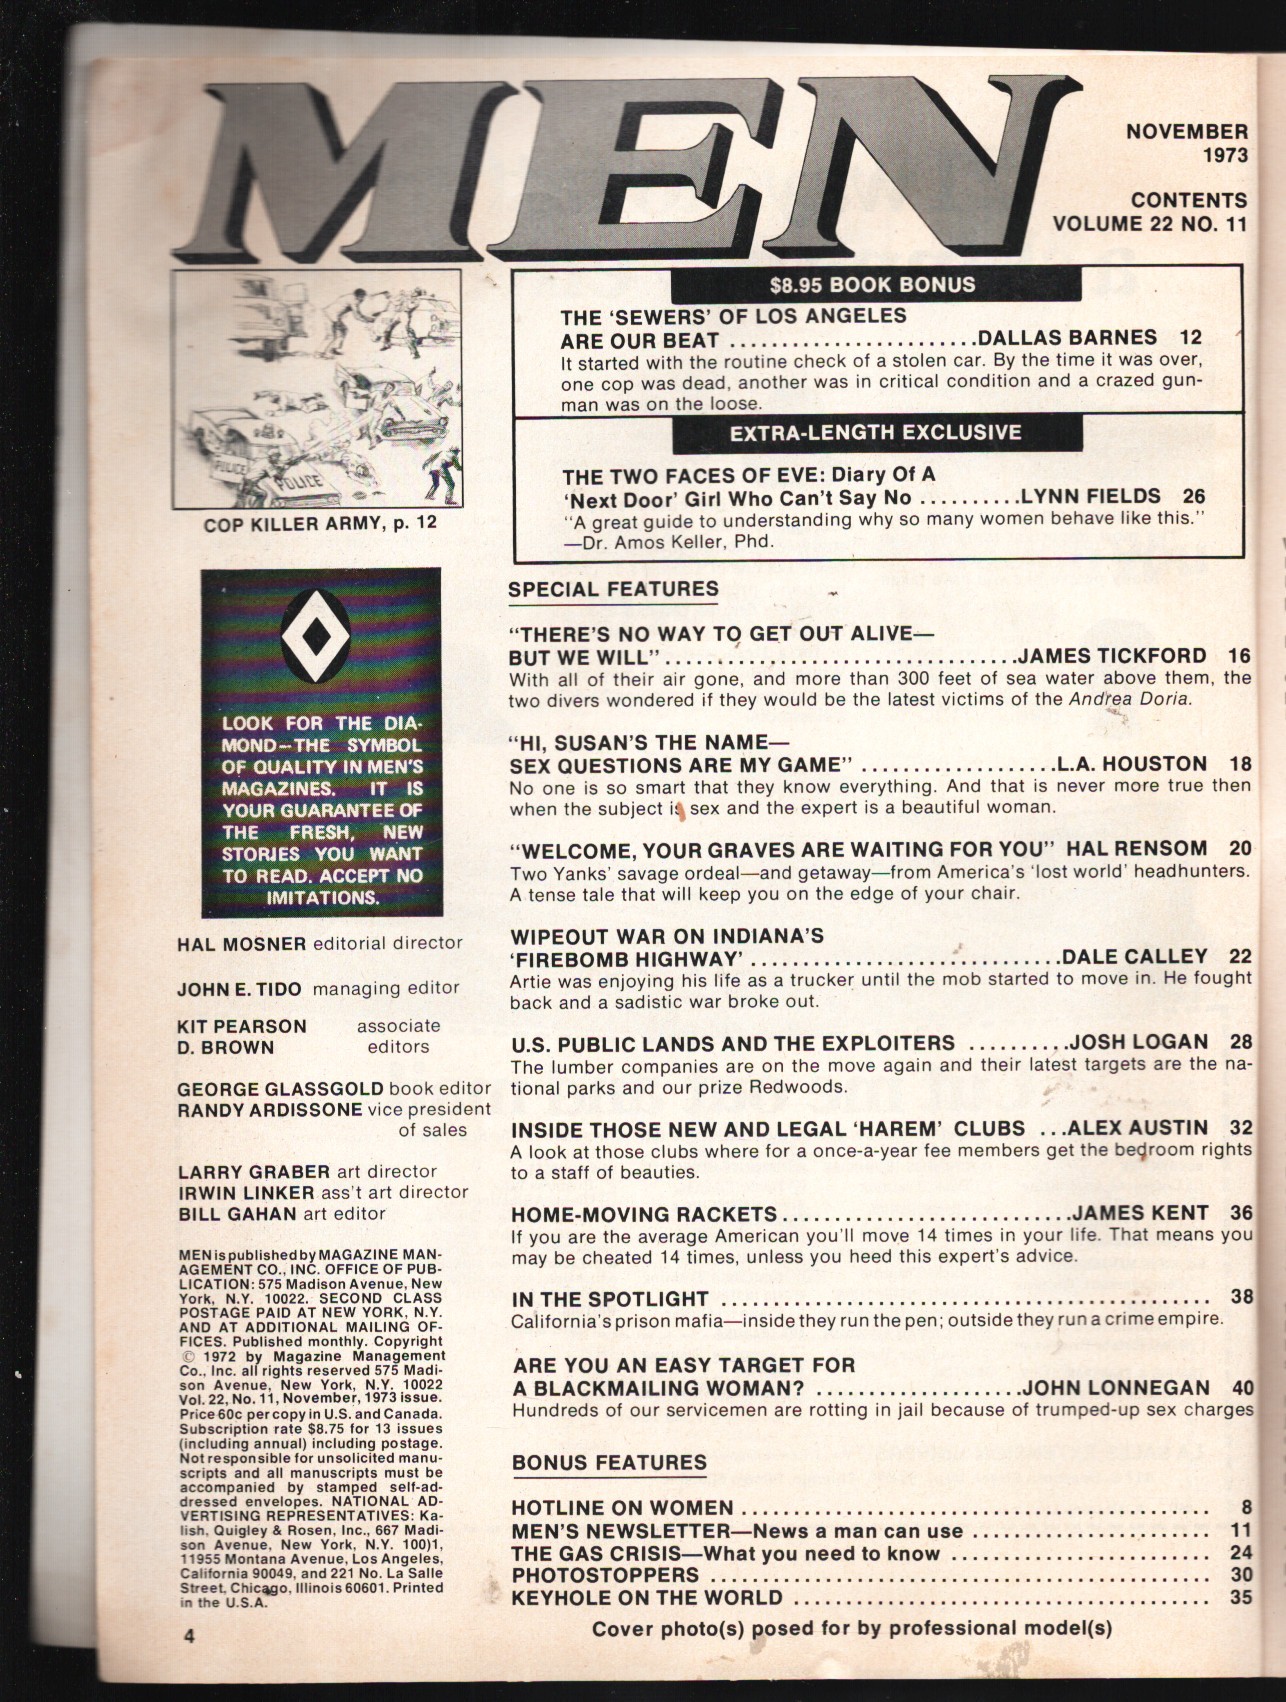 MEN
NOVEMBER
1973
CONTENTS
VOLUME 22 NO. 11
POLICE
POLICE
COP KILLER ARMY, p. 12
$8.95 BOOK BONUS
THE ‘SEWERS’ OF LOS ANGELES
ARE OUR BEAT ........................DALLAS BARNES 12
It started with the routine check of a stolen car. By the time it was over,
one cop was dead, another was in critical condition and a crazed gun-
man was on the loose.
EXTRA-LENGTH EXCLUSIVE
THE TWO FACES OF EVE: Diary Of A
‘Next Door’ Girl Who Can’t Say No ..........LYNN FIELDS 26
“A great guide to understanding why so many women behave like this.”
—Dr. Amos Keller, Phd.
LOOK FOR THE DIA-
MOND—THE SYMBOL
OF QUALITY IN MEN'S
MAGAZINES. IT IS
YOUR GUARANTEE OF
THE FRESH, NEW
STORIES YOU WANT
TO READ. ACCEPT NO
IMITATIONS.
HAL MOSNER editorial director
JOHN E. TIDO managing editor
KIT PEARSON associate
D. BROWN editors
GEORGE GLASSGOLD book editor
RANDY ARDISSONE vice president
of sales
LARRY GRABER art director
IRWIN LINKER ass't art director
BILL GAHAN art editor
MEN is published by MAGAZINE MAN-
AGEMENT CO., INC. OFFICE OF PUB-
LICATION: 575 Madison Avenue, New
York, N.Y. 10022. SECOND CLASS
POSTAGE PAID AT NEW YORK, N.Y.
AND AT ADDITIONAL MAILING OF-
FICES. Published monthly. Copyright
© 1972 by Magazine Management
Co., Inc. all rights reserved 575 Madi-
son Avenue, New York, N.Y. 10022
Vol. 22, No. 11, November, 1973 issue.
Price 60c per copy in U.S. and Canada.
Subscription rate $8.75 for 13 issues
(including annual) including postage.
Not responsible for unsolicited manu-
scripts and all manuscripts must be
accompanied by stamped self-ad-
dressed envelopes. NATIONAL AD-
VERTISING REPRESENTATIVES: Ka-
lish, Quigley & Rosen, Inc., 667 Madi-
son Avenue, New York, N.Y. 100)1,
11955 Montana Avenue, Los Angeles,
California 90049, and 221 No. La Salle
Street, Chicago, Illinois 60601. Printed
in the U.S.A.
4
SPECIAL FEATURES
“THERE'S NO WAY TO GET OUT ALIVE—
BUT WE WILL”..................................JAMES TICKFORD 16
With all of their air gone, and more than 300 feet of sea water above them, the
two divers wondered if they would be the latest victims of the Andrea Doria.
“HI, SUSAN'S THE NAME—
SEX QUESTIONS ARE MY GAME” ...................L.A. HOUSTON 18
No one is so smart that they know everything. And that is never more true then
when the subject is sex and the expert is a beautiful woman.
“WELCOME, YOUR GRAVES ARE WAITING FOR YOU” HAL RENSOM 20
Two Yanks' savage ordeal—and getaway—from America's ‘lost world’ headhunters.
A tense tale that will keep you on the edge of your chair.
WIPEOUT WAR ON INDIANA'S
‘FIREBOMB HIGHWAY’ ..............................DALE CALLEY 22
Artie was enjoying his life as a trucker until the mob started to move in. He fought
back and a sadistic war broke out.
U.S. PUBLIC LANDS AND THE EXPLOITERS ..........JOSH LOGAN 28
The lumber companies are on the move again and their latest targets are the na-
tional parks and our prize Redwoods.
INSIDE THOSE NEW AND LEGAL ‘HAREM’ CLUBS ...ALEX AUSTIN 32
A look at those clubs where for a once-a-year fee members get the bedroom rights
to a staff of beauties.
HOME-MOVING RACKETS............................JAMES KENT 36
If you are the average American you'll move 14 times in your life. That means you
may be cheated 14 times, unless you heed this expert's advice.
IN THE SPOTLIGHT ............................................... 38
California's prison mafia—inside they run the pen; outside they run a crime empire.
ARE YOU AN EASY TARGET FOR
A BLACKMAILING WOMAN? ....................JOHN LONNEGAN 40
Hundreds of our servicemen are rotting in jail because of trumped-up sex charges
BONUS FEATURES
HOTLINE ON WOMEN ............................................. 8
MEN'S NEWSLETTER—News a man can use ....................... 11
THE GAS CRISIS—What you need to know ......................... 24
PHOTOSTOPPERS ................................................ 30
KEYHOLE ON THE WORLD ........................................ 35
Cover photo(s) posed for by professional model(s)